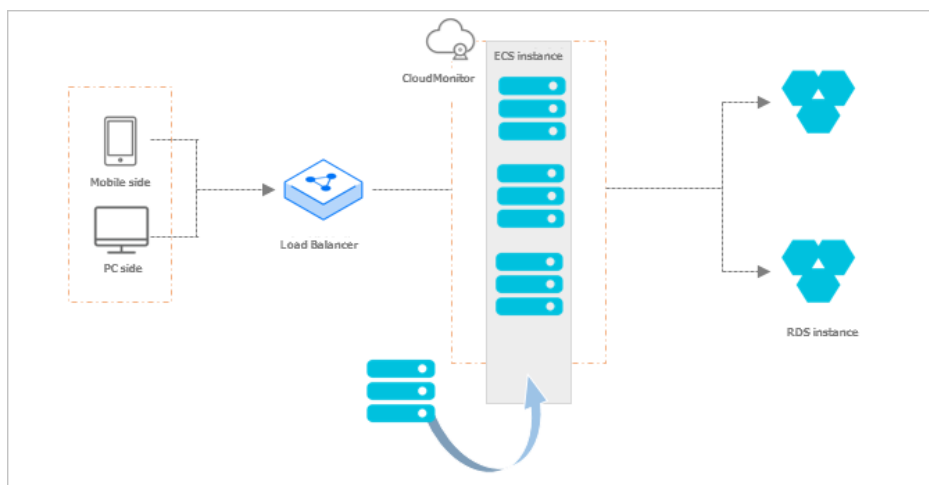 ECS instance
CloudMonitor
Mobile side
Load Balancer
PC side
RDS instance